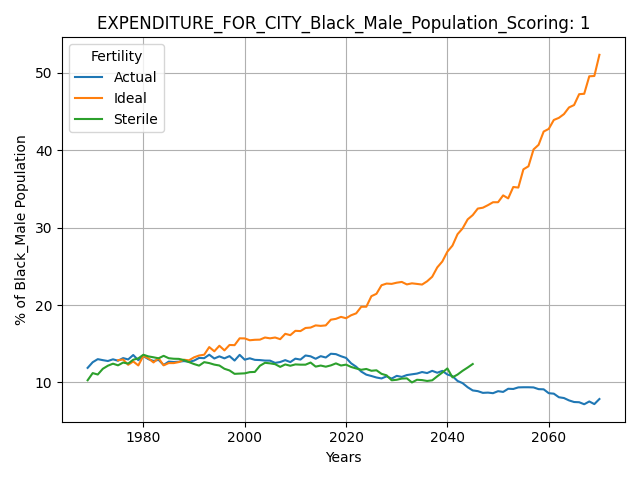 EXPENDITURE_FOR_CITY_Black_Male_Population_Scoring: 1
Fertility
Actual
Ideal
Sterile
% of Black_Male Population
50
40
30
20
10
1980 2000 2020 2040 2060
Years